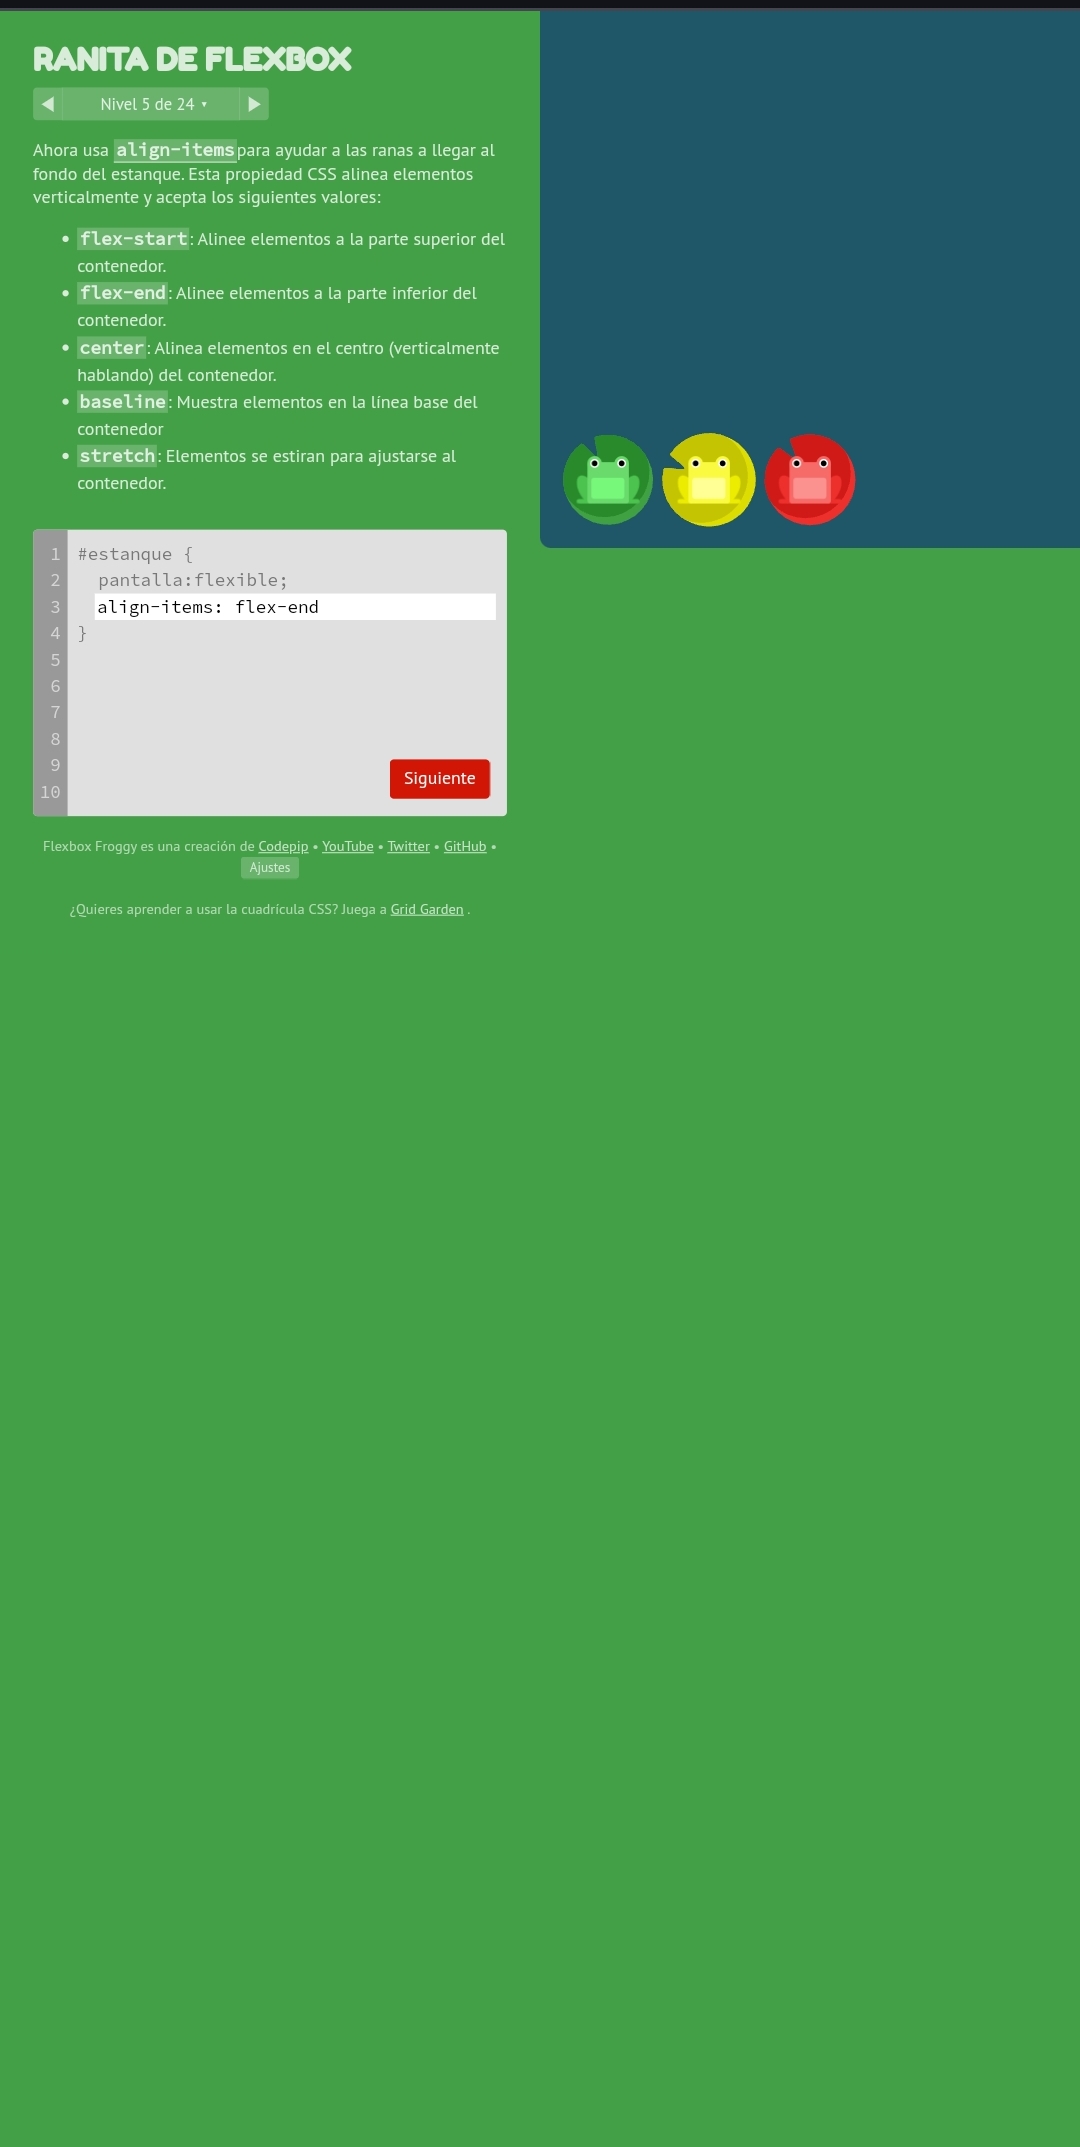 RANITA DE FLEXBOX
Nivel 5 de 24 ▾
Ahora usa align-items para ayudar a las ranas a llegar al
fondo del estanque. Esta propiedad CSS alinea elementos
verticalmente y acepta los siguientes valores:
• flex-start: Alinee elementos a la parte superior del
contenedor.
• flex-end: Alinee elementos a la parte inferior del
contenedor.
• center: Alinea elementos en el centro (verticalmente
hablando) del contenedor.
• baseline: Muestra elementos en la línea base del
contenedor
• stretch: Elementos se estiran para ajustarse al
contenedor.
1 #estanque {
2 pantalla:flexible;
3 align-items: flex-end
4 }
5
6
7
8
9
10
Siguiente
Flexbox Froggy es una creación de Codepip • YouTube • Twitter • GitHub •
Ajustes
¿Quieres aprender a usar la cuadrícula CSS? Juega a Grid Garden .